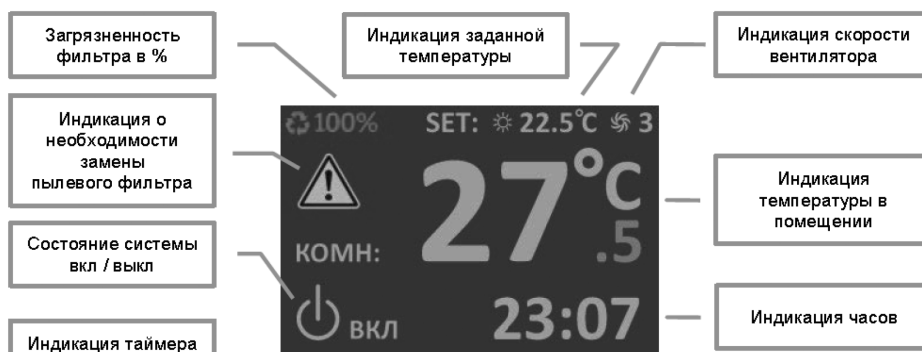 Загрязненность
фильтра в %
Индикация заданной
температуры
Индикация скорости
вентилятора
Индикация о
необходимости
замены
пылевого фильтра
Состояние системы
вкл / выкл
Индикация таймера
100% SET: 22.5°C 3
27°C
.5
КОМН:
ВКЛ 23:07
Индикация
температуры в
помещении
Индикация часов